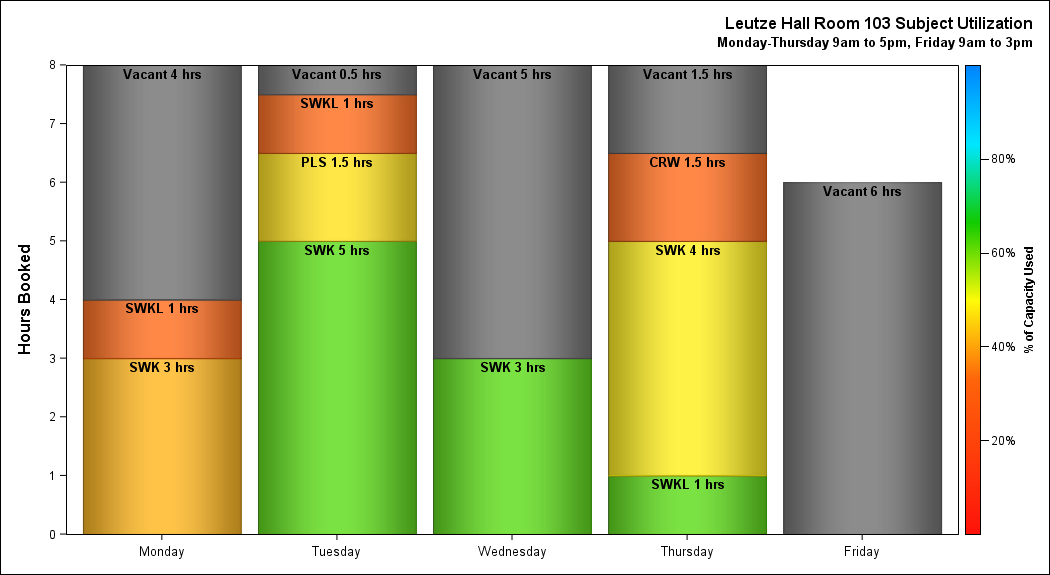 Leutze Hall Room 103 Subject Utilization
Monday-Thursday 9am to 5pm, Friday 9am to 3pm
Hours Booked
8
7
6
5
4
3
2
1
0
Vacant 4 hrs
SWKL 1 hrs
SWK 3 hrs
Vacant 0.5 hrs
SWKL 1 hrs
PLS 1.5 hrs
SWK 5 hrs
Vacant 5 hrs
SWK 3 hrs
Vacant 1.5 hrs
CRW 1.5 hrs
SWK 4 hrs
SWKL 1 hrs
Vacant 6 hrs
Monday
Tuesday
Wednesday
Thursday
Friday
80%
60%
40%
20%
% of Capacity Used